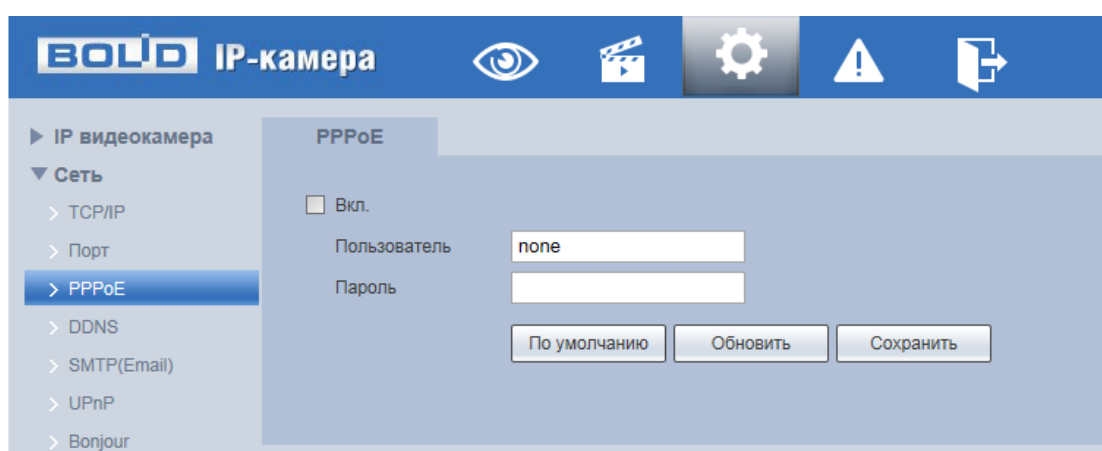 BOLID IP-камера
IP видеокамера
Сеть
TCP/IP
Порт
PPPoE
DDNS
SMTP(Email)
UPnP
Bonjour
PPPoE
Вкл.
Пользователь none
Пароль
По умолчанию Обновить Сохранить